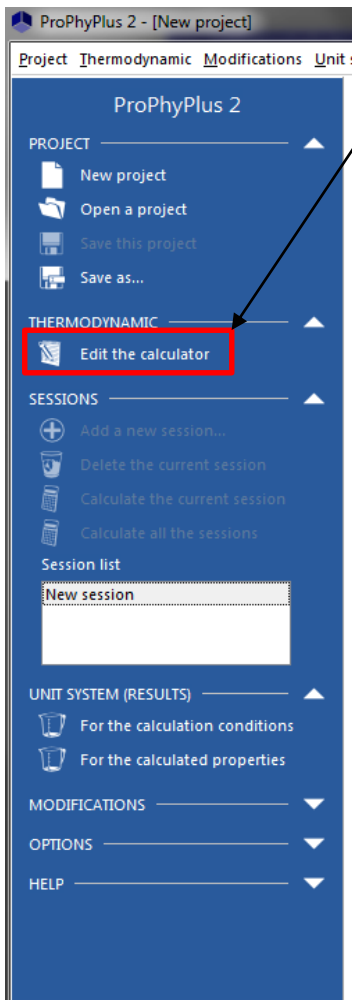 ProPhyPlus 2 - [New project]
Project Thermodynamic Modifications Unit s
ProPhyPlus 2
PROJECT
New project
Open a project
Save this project
Save as...
THERMODYNAMIC
Edit the calculator
SESSIONS
Add a new session...
Delete the current session
Calculate the current session
Calculate all the sessions
Session list
New session
UNIT SYSTEM (RESULTS)
For the calculation conditions
For the calculated properties
MODIFICATIONS
OPTIONS
HELP